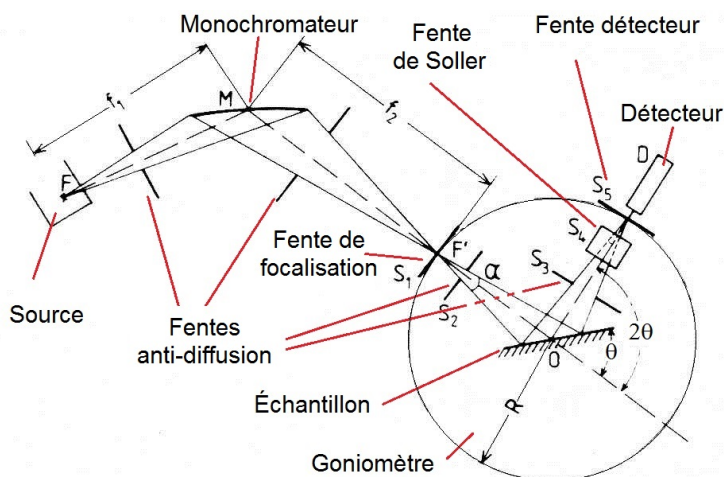 Monochromateur
Fente
de Soller
Fente détecteur
Détecteur
f₁
M
f₂
F
D
S₅
S₄
S₃
Fente de
focalisation
S₁
F'
α
S₂
Source
Fentes
anti-diffusion
O
θ
2θ
Échantillon
R
Goniomètre